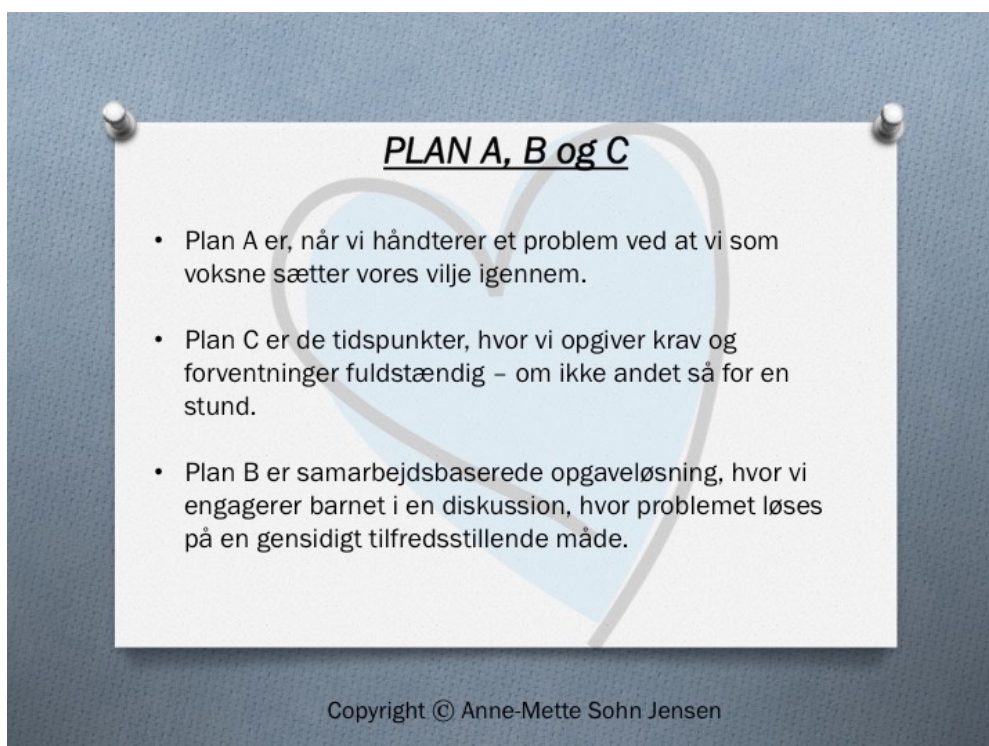 PLAN A, B og C
• Plan A er, når vi håndterer et problem ved at vi som
voksne sætter vores vilje igennem.
• Plan C er de tidspunkter, hvor vi opgiver krav og
forventninger fuldstændig – om ikke andet så for en
stund.
• Plan B er samarbejdsbaserede opgaveløsning, hvor vi
engagerer barnet i en diskussion, hvor problemet løses
på en gensidigt tilfredsstillende måde.
Copyright © Anne-Mette Sohn Jensen